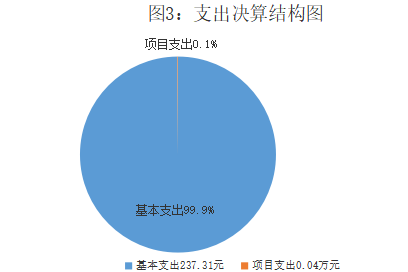 图3：支出决算结构图
项目支出0.1%
基本支出99.9%
基本支出237.31元
项目支出0.04万元